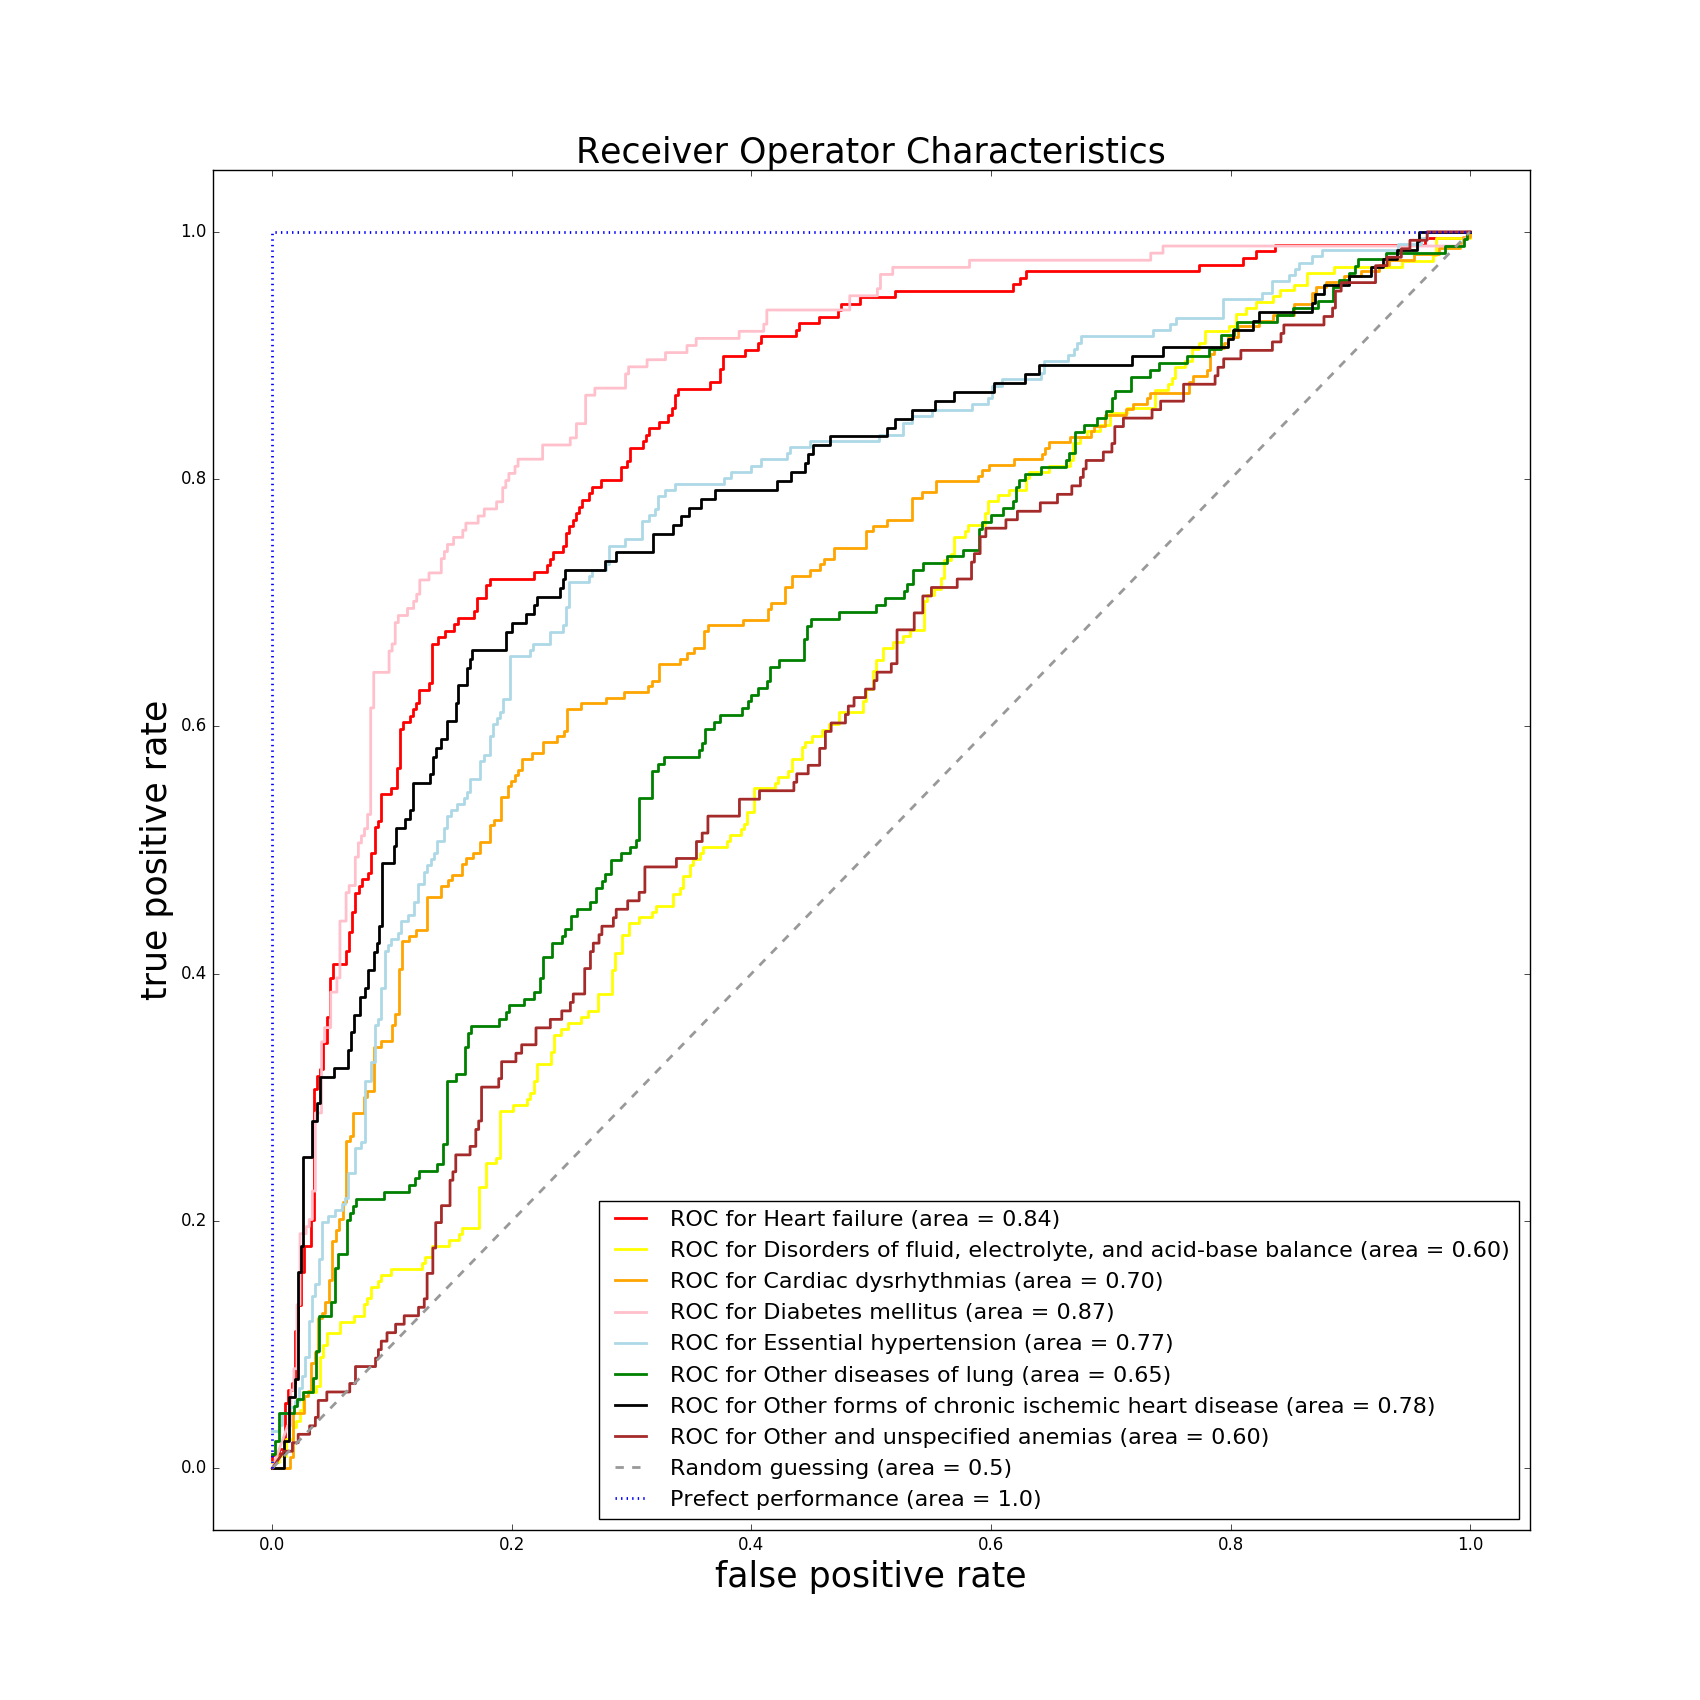 Receiver Operator Characteristics
true positive rate
1.0
0.8
0.6
0.4
0.2
0.0
ROC for Heart failure (area = 0.84)
ROC for Disorders of fluid, electrolyte, and acid-base balance (area = 0.60)
ROC for Cardiac dysrhythmias (area = 0.70)
ROC for Diabetes mellitus (area = 0.87)
ROC for Essential hypertension (area = 0.77)
ROC for Other diseases of lung (area = 0.65)
ROC for Other forms of chronic ischemic heart disease (area = 0.78)
ROC for Other and unspecified anemias (area = 0.60)
Random guessing (area = 0.5)
Prefect performance (area = 1.0)
0.0 0.2 0.4 0.6 0.8 1.0
false positive rate